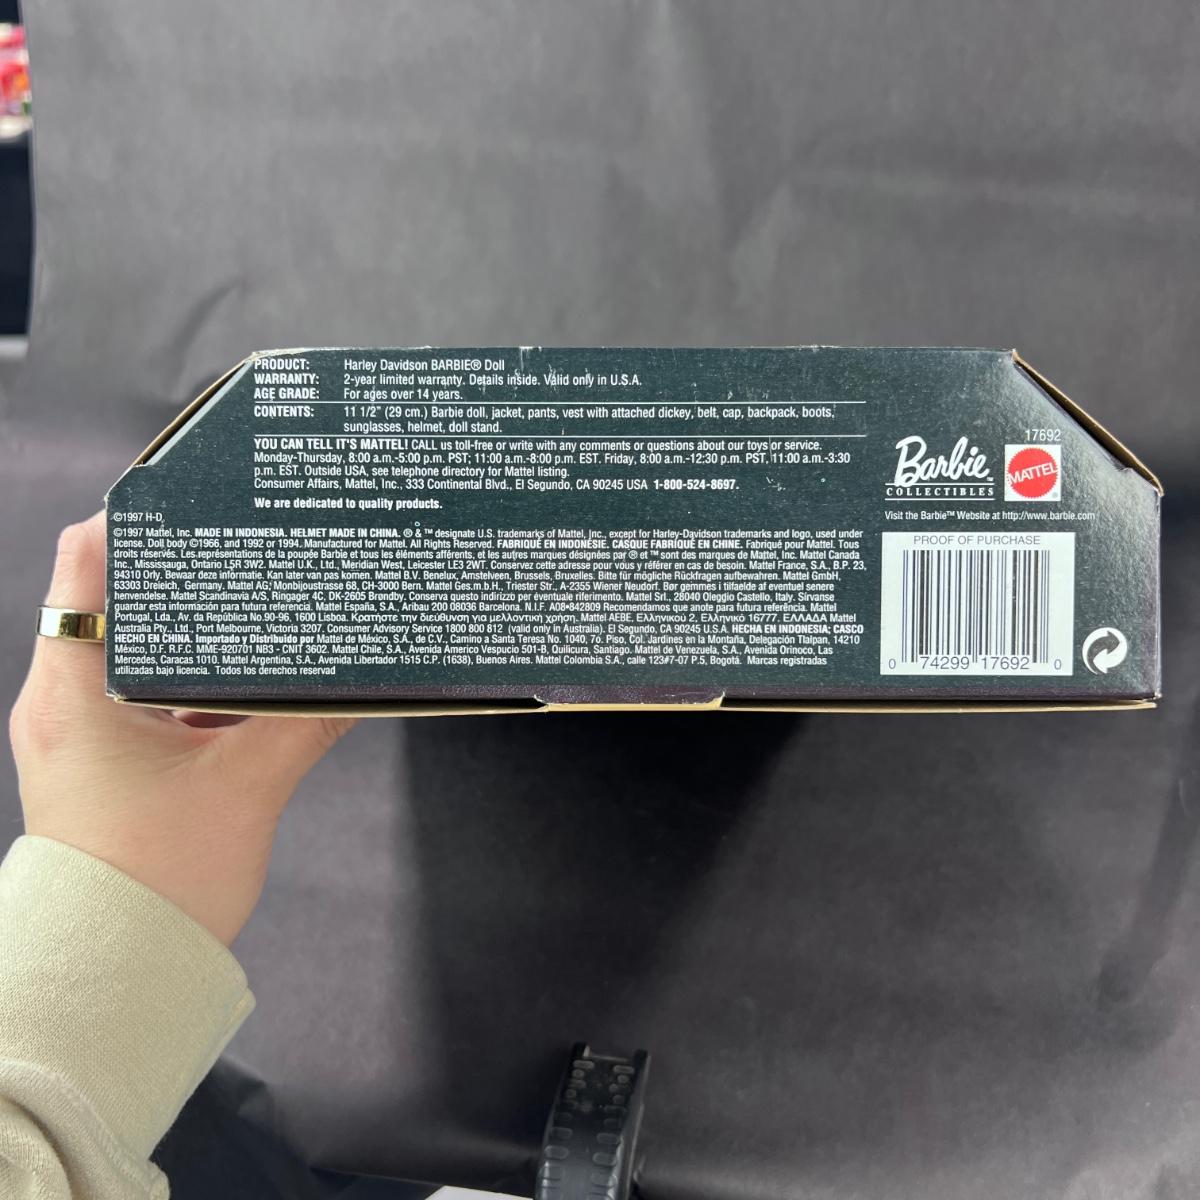 PRODUCT: Harley Davidson BARBIE® Doll
WARRANTY: 2-year limited warranty. Details inside. Valid only in U.S.A.
AGE GRADE: For ages over 14 years.
CONTENTS: 11 1/2" (29 cm.) Barbie doll, jacket, pants, vest with attached dickey, belt, cap, backpack, boots,
sunglasses, helmet, doll stand.
YOU CAN TELL IT'S MATTEL! CALL us toll-free or write with any comments or questions about our toys or service.
Monday-Thursday, 8:00 a.m.-5:00 p.m. PST; 11:00 a.m.-8:00 p.m. EST. Friday, 8:00 a.m.-12:30 p.m. PST, 11:00 a.m.-3:30
p.m. EST. Outside USA, see telephone directory for Mattel listing.
Consumer Affairs, Mattel, Inc., 333 Continental Blvd., El Segundo, CA 90245 USA 1-800-524-8697.
We are dedicated to quality products.
©1997 H-D
©1997 Mattel, Inc. MADE IN INDONESIA. HELMET MADE IN CHINA. ® & ™ designate U.S. trademarks of Mattel, Inc., except for Harley-Davidson trademarks and logo, used under
license. Doll body ©1966, and 1992 or 1994. Manufactured for Mattel. All Rights Reserved. FABRIQUÉ EN INDONÉSIE. CASQUE FABRIQUÉ EN CHINE. Fabriqué pour Mattel. Tous
droits réservés. Les représentations de la poupée Barbie et tous les éléments afférents, et les autres marques désignées par ® et ™ sont des marques de Mattel, Inc. Mattel Canada
Inc., Mississauga, Ontario L5R 3W2. Mattel U.K., Ltd., Meridian West, Leicester LE3 2WT. Conservez cette adresse pour vous y référer en cas de besoin. Mattel France, S.A., B.P. 23,
94310 Orly. Bewaar deze informatie. Kan later van pas komen. Mattel B.V. Benelux, Amstelveen, Brussels, Bruxelles. Bitte für mögliche Rückfragen aufbewahren. Mattel GmbH,
63303 Dreieich, Germany. Mattel AG, Monbijoustrasse 68, CH-3000 Bern. Mattel Ges.m.b.H., Triester Str., A-2355 Wiener Neudorf. Bør gemmes i tilfælde af eventuel senere
henvendelse. Mattel Scandinavia A/S, Ringager 4C, DK-2605 Brøndby. Conserva questo indirizzo per eventuale riferimento. Mattel Srl., 28040 Oleggio Castello, Italy. Sírvanse
guardar esta información para futura referencia. Mattel España, S.A., Aribau 200 08036 Barcelona. N.I.F. A08-842809 Recomendamos que anote para futura referência. Mattel
Portugal, Lda., Av. da República No.90-96, 1600 Lisboa. Κρατήστε την διεύθυνση για μελλοντική χρήση. Mattel AEBE, Ελληνικού 2, Ελληνικό 16777. ΕΛΛΑΔΑ Mattel
Australia Pty., Ltd., Port Melbourne, Victoria 3207. Consumer Advisory Service 1800 800 812 (valid only in Australia). El Segundo, CA 90245 U.S.A. HECHA EN INDONESIA; CASCO
HECHO EN CHINA. Importado y Distribuido por Mattel de México, S.A., de C.V., Camino a Santa Teresa No. 1040, 7o. Piso, Col. Jardines en la Montaña, Delegación Tlalpan, 14210
México, D.F. R.F.C. MME-920701 NB3 - CNIT 3602. Mattel Chile, S.A., Avenida Americo Vespucio 501-B, Quilicura, Santiago. Mattel de Venezuela, S.A., Avenida Orinoco, Las
Mercedes, Caracas 1010. Mattel Argentina, S.A., Avenida Libertador 1515 C.P. (1638), Buenos Aires. Mattel Colombia S.A., calle 123#7-07 P.5, Bogotá. Marcas registradas
utilizadas bajo licencia. Todos los derechos reservad
17692
Barbie™
COLLECTIBLES
MATTEL®
Visit the Barbie™ Website at http://www.barbie.com
PROOF OF PURCHASE
0 74299 17692 0